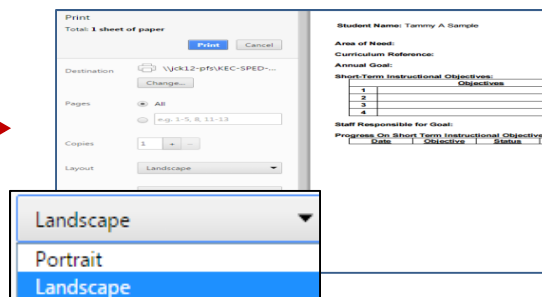 Print
Total: 1 sheet of paper
Print Cancel
Destination \\jck12-pfs\KEC-SPED-...
Change...
Pages All
e.g. 1-5, 8, 11-13
Copies 1 + -
Layout Landscape
Landscape
Portrait
Landscape
Student Name: Tammy A Sample
Area of Need:
Curriculum Reference:
Annual Goal:
Short-Term Instructional Objectives:
Objectives
1
2
3
4
Staff Responsible for Goal:
Progress On Short Term Instructional Objective
Date Objective Status